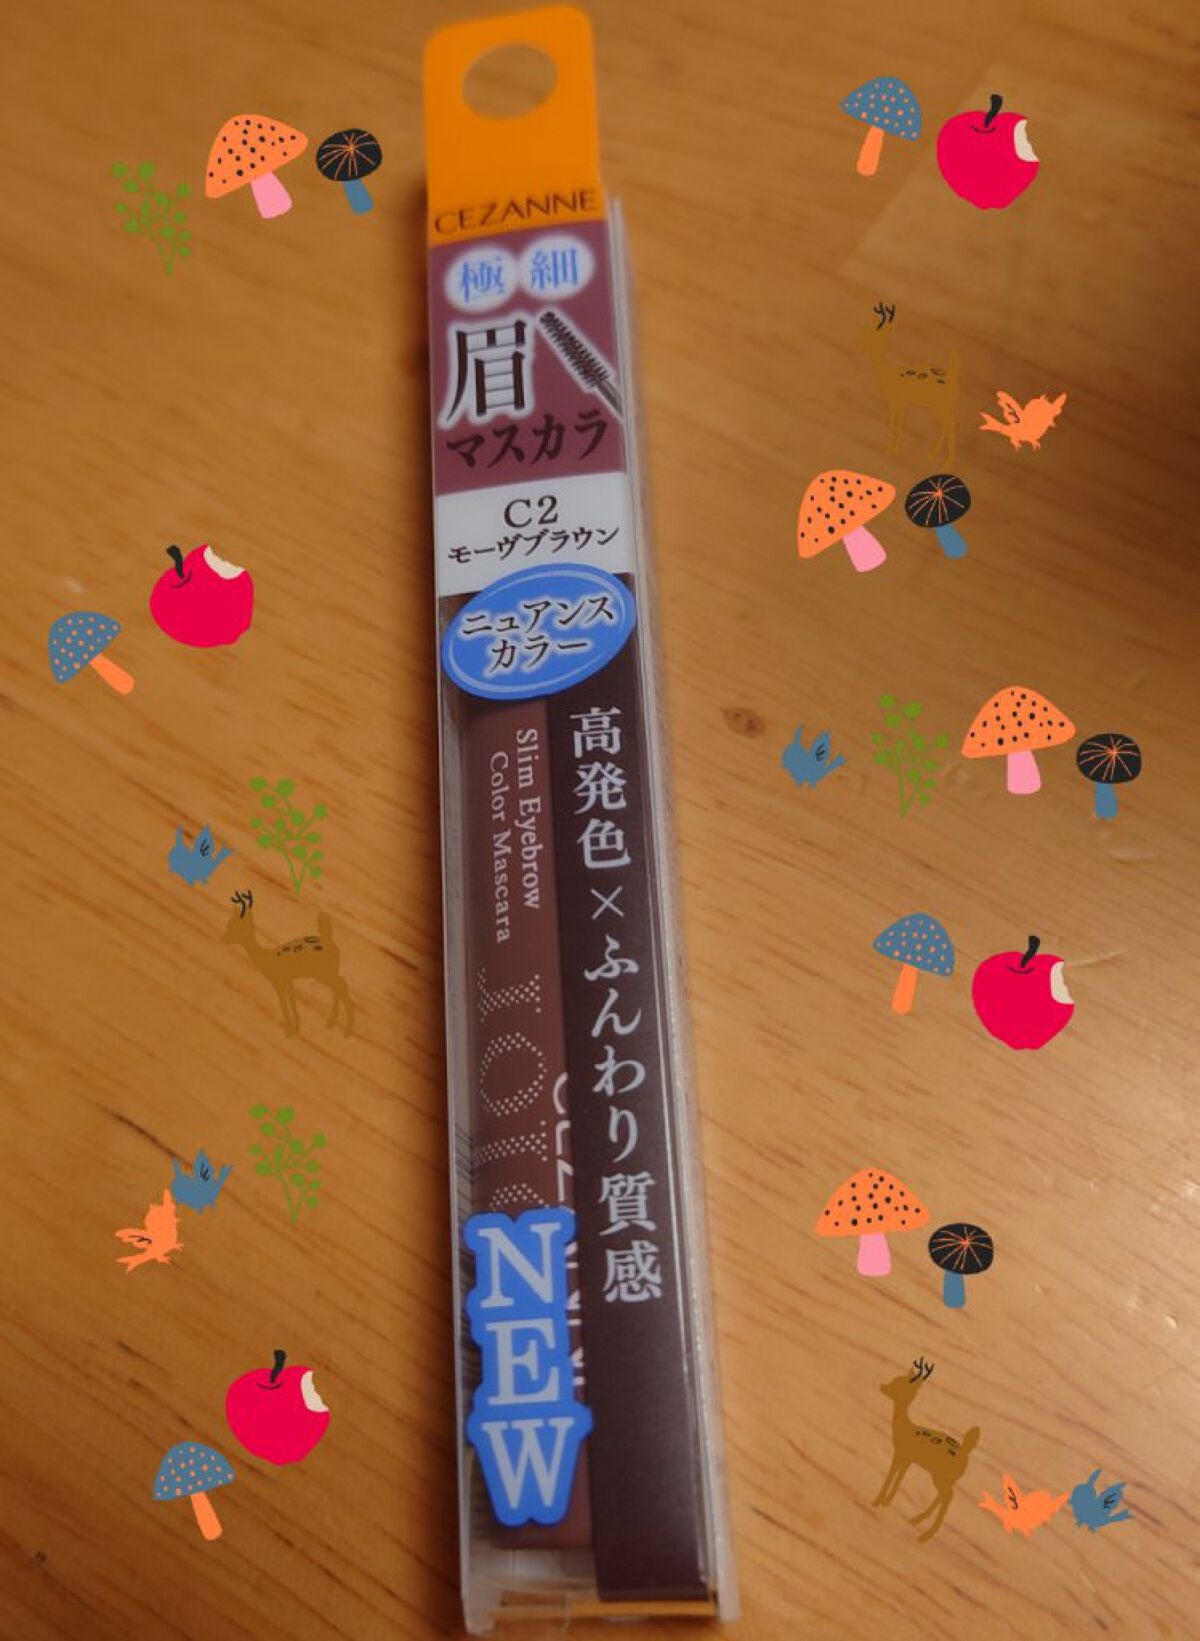 CEZANNE
極細
眉
マスカラ
C2
モーヴブラウン
ニュアンス
カラー
Slim Eyebrow
Color Mascara
高発色×ふんわり質感
NEW